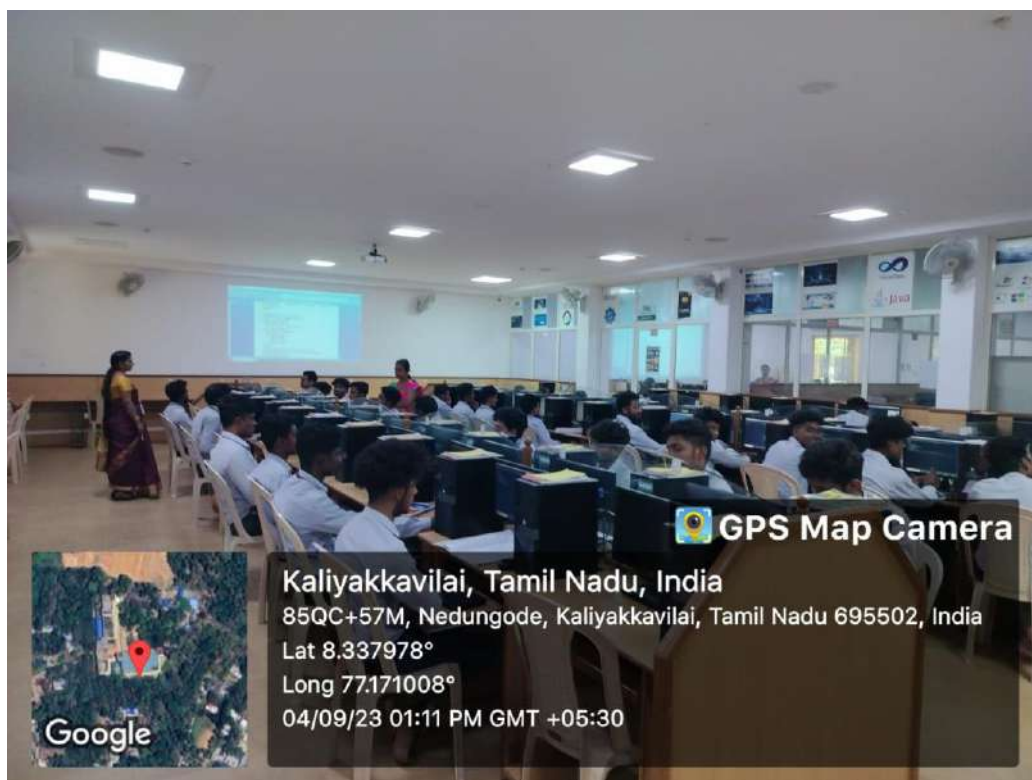 Java
GPS Map Camera
Kaliyakkavilai, Tamil Nadu, India
85QC+57M, Nedungode, Kaliyakkavilai, Tamil Nadu 695502, India
Lat 8.337978°
Long 77.171008°
04/09/23 01:11 PM GMT +05:30
Google